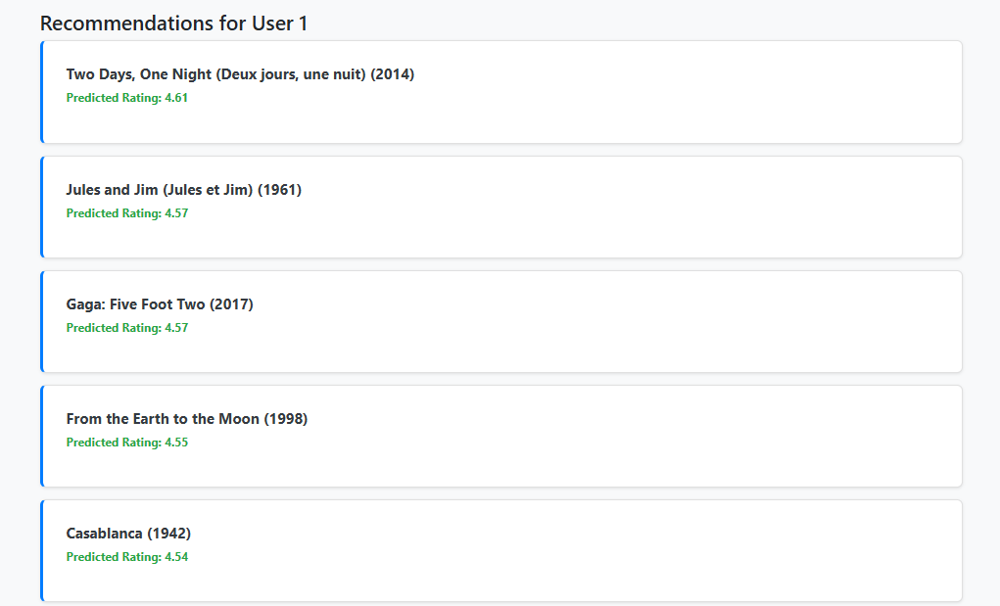 Recommendations for User 1
Two Days, One Night (Deux jours, une nuit) (2014)
Predicted Rating: 4.61
Jules and Jim (Jules et Jim) (1961)
Predicted Rating: 4.57
Gaga: Five Foot Two (2017)
Predicted Rating: 4.57
From the Earth to the Moon (1998)
Predicted Rating: 4.55
Casablanca (1942)
Predicted Rating: 4.54